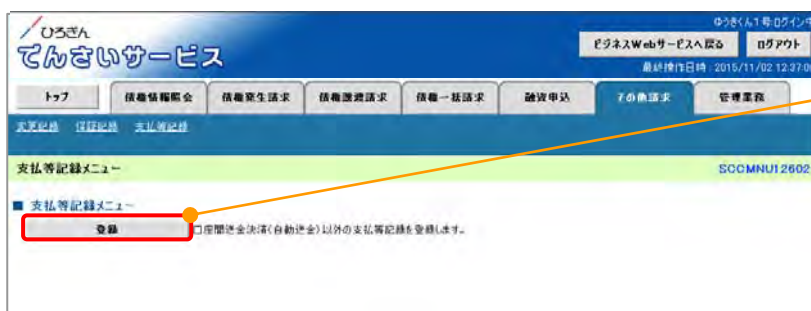 ひろぎん
でんさいサービス
ゆうぎん1号:ログイン中
ビジネスWebサービスへ戻る ログアウト
最終操作日時:2015/11/02 12:37:00
トップ 債権情報照会 債権発生請求 債権譲渡請求 債権一括請求 融資申込 その他請求 管理業務
変更記録 保証記録 支払等記録
支払等記録メニュー SCCMNU12602
■ 支払等記録メニュー
登録 口座間送金決済(自動送金)以外の支払等記録を登録します。